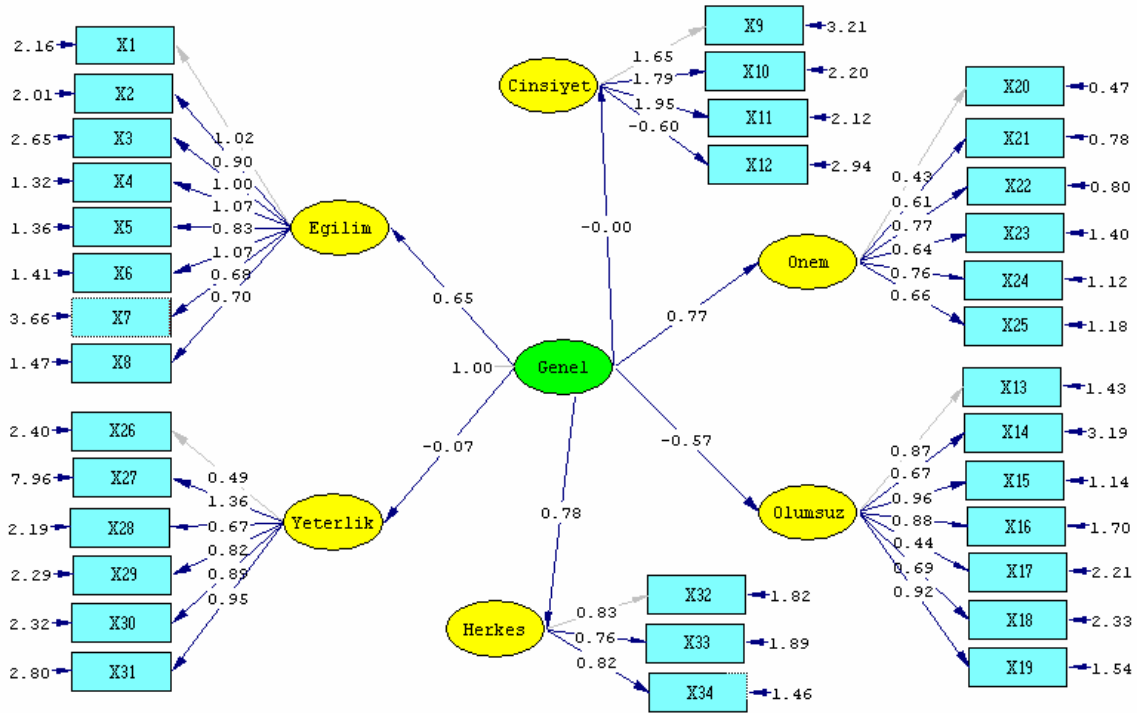 2.16 X1
2.01 X2
2.65 X3
1.32 X4
1.36 X5
1.41 X6
3.66 X7
1.47 X8
1.02
0.90
1.00
1.07
0.83
1.07
0.68
0.70
Egilim
0.65
X9 3.21
X10 2.20
X11 2.12
X12 2.94
1.65
1.79
1.95
-0.60
Cinsiyet
-0.00
X20 0.47
X21 0.78
X22 0.80
X23 1.40
X24 1.12
X25 1.18
0.43
0.61
0.77
0.64
0.76
0.66
Onem
0.77
1.00 Genel
2.40 X26
7.96 X27
2.19 X28
2.29 X29
2.32 X30
2.80 X31
0.49
1.36
0.67
0.82
0.89
0.95
Yeterlik
-0.07
0.78
Herkes
0.83
0.76
0.82
X32 1.82
X33 1.89
X34 1.46
-0.57
Olumsuz
0.87
0.67
0.96
0.88
0.44
0.69
0.92
X13 1.43
X14 3.19
X15 1.14
X16 1.70
X17 2.21
X18 2.33
X19 1.54